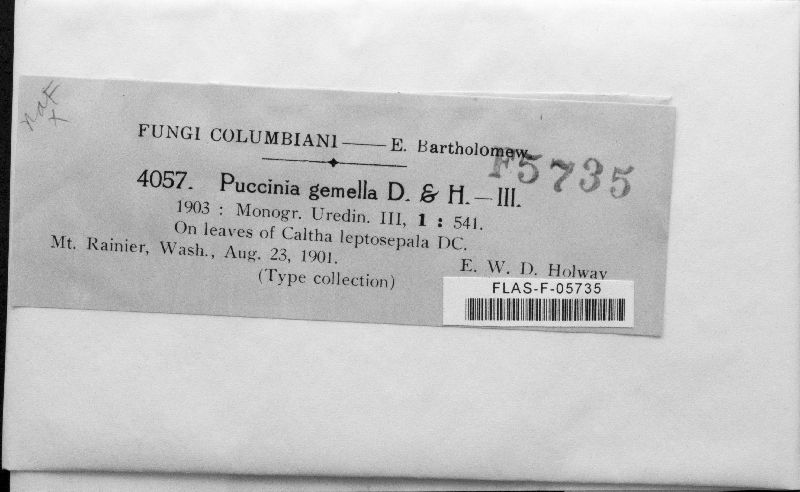 FUNGI COLUMBIANI — E. Bartholomew
F5735
4057. Puccinia gemella D. & H. — III.
1903 : Monogr. Uredin. III, 1 : 541.
On leaves of Caltha leptosepala DC.
Mt. Rainier, Wash., Aug. 23, 1901.
E. W. D. Holway
(Type collection)
FLAS-F-05735